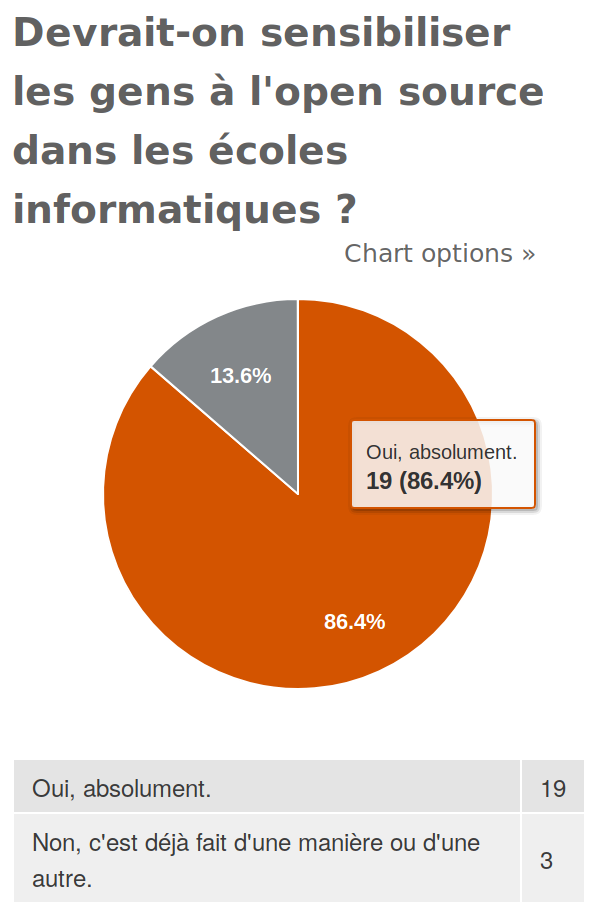 Devrait-on sensibiliser
les gens à l'open source
dans les écoles
informatiques ?
Chart options »
13.6%
Oui, absolument.
19 (86.4%)
86.4%
Oui, absolument. 19
Non, c'est déjà fait d'une manière ou d'une
autre. 3